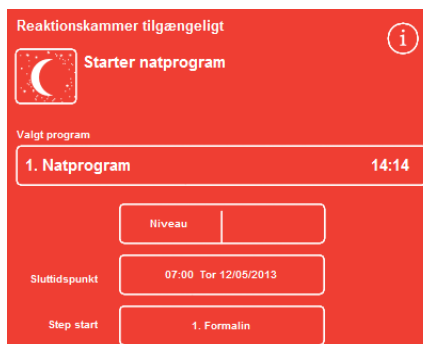 Reaktionskammer tilgængeligt
i
Starter natprogram
Valgt program
1. Natprogram 14:14
Niveau
Sluttidspunkt 07:00 Tor 12/05/2013
Step start 1. Formalin